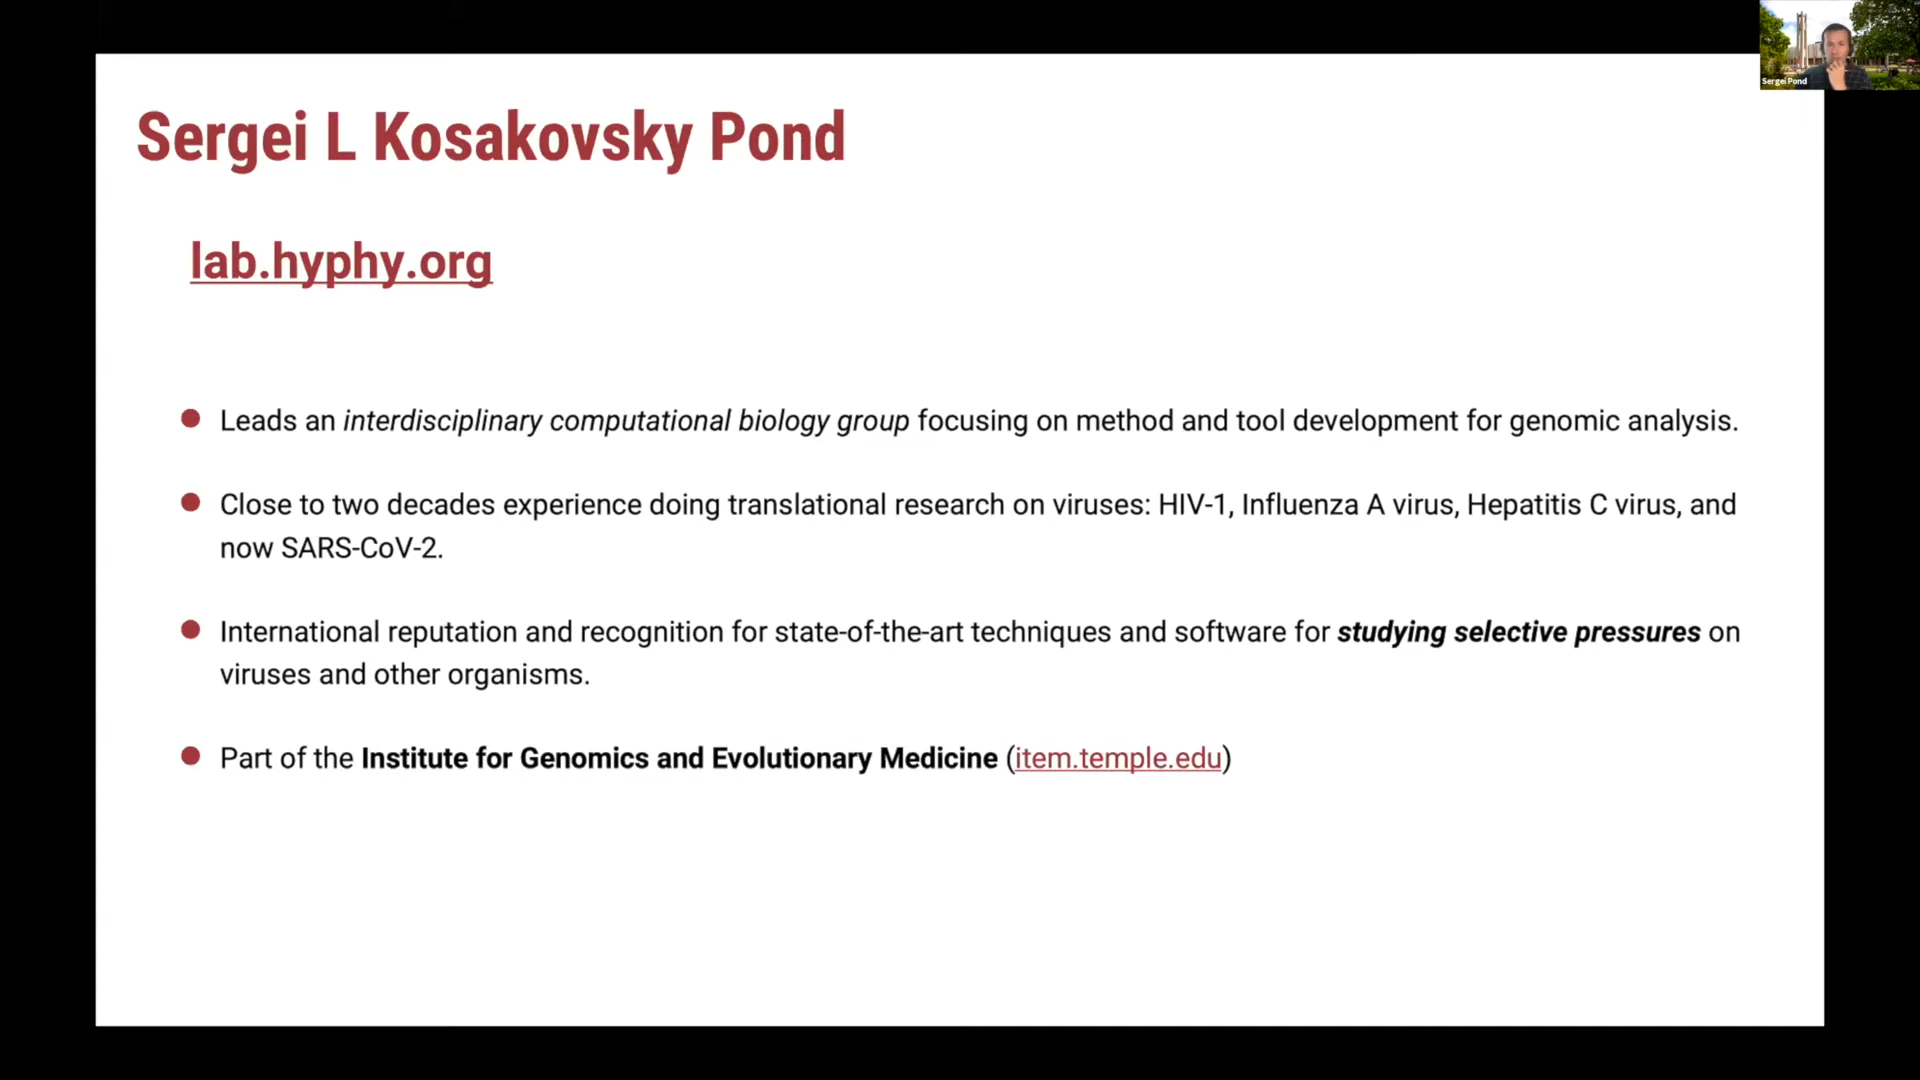 Sergei Pond
Sergei L Kosakovsky Pond
lab.hyphy.org
Leads an interdisciplinary computational biology group focusing on method and tool development for genomic analysis.
Close to two decades experience doing translational research on viruses: HIV-1, Influenza A virus, Hepatitis C virus, and
now SARS-CoV-2.
International reputation and recognition for state-of-the-art techniques and software for studying selective pressures on
viruses and other organisms.
Part of the Institute for Genomics and Evolutionary Medicine (item.temple.edu)